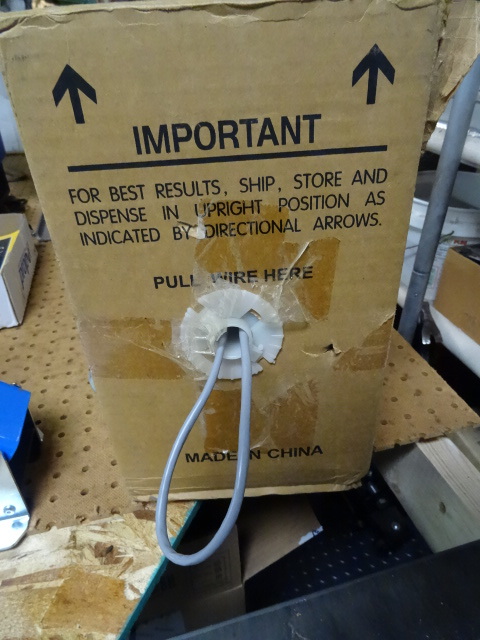 IMPORTANT
FOR BEST RESULTS, SHIP, STORE AND
DISPENSE IN UPRIGHT POSITION AS
INDICATED BY DIRECTIONAL ARROWS.
PULL WIRE HERE
MADE IN CHINA